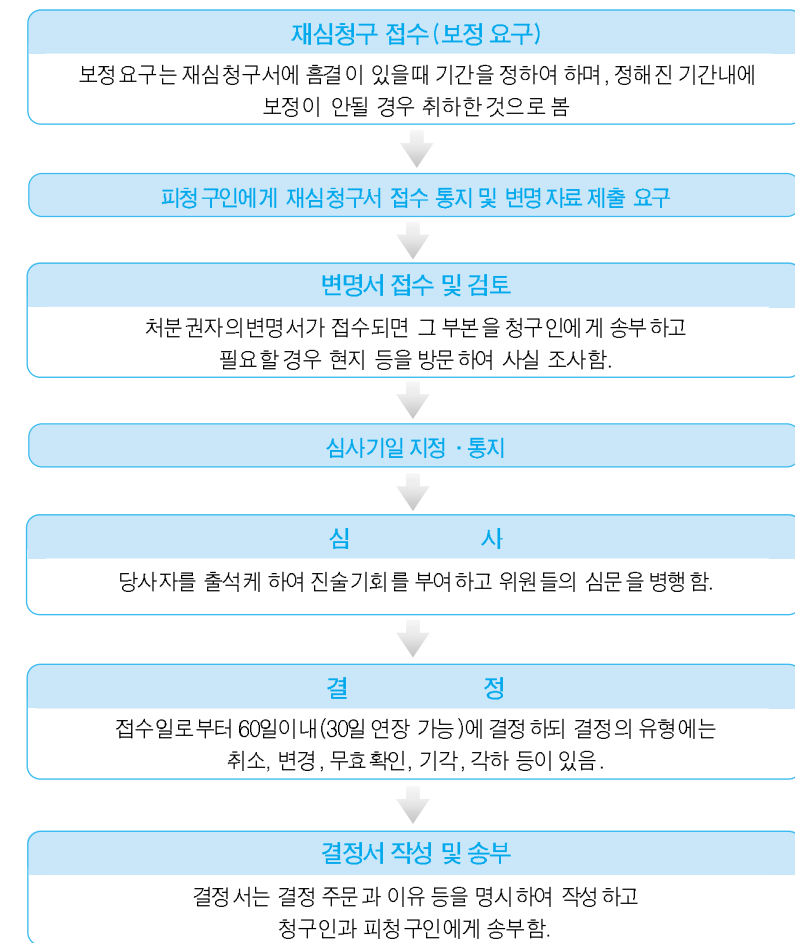 재심청구 접수(보정 요구)
보정요구는 재심청구서에 흠결이 있을때 기간을 정하여 하며, 정해진 기간내에
보정이 안될 경우 취하한것으로 봄
피청구인에게 재심청구서 접수 통지 및 변명자료 제출 요구
변명서 접수 및 검토
처분권자의변명서가 접수되면 그 부본을 청구인에게 송부하고
필요할경우 현지 등을 방문하여 사실 조사함.
심사기일 지정 · 통지
심 사
당사자를 출석케 하여 진술기회를 부여하고 위원들의 심문을 병행함.
결 정
접수일로부터 60일이내(30일 연장 가능)에 결정하되 결정의 유형에는
취소, 변경, 무효확인, 기각, 각하 등이 있음.
결정서 작성 및 송부
결정서는 결정 주문과 이유 등을 명시하여 작성하고
청구인과 피청구인에게 송부함.